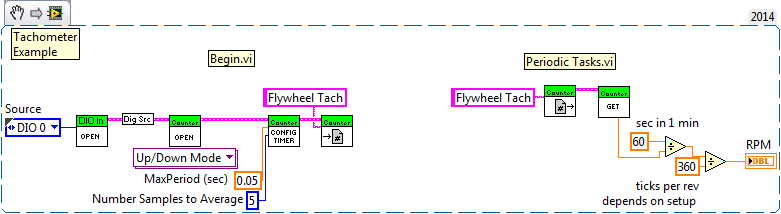 2014
Tachometer
Example
Begin.vi
Periodic Tasks.vi
Source
DIO 0
DIO In
OPEN
Dig Src
Counter
OPEN
Up/Down Mode
MaxPeriod (sec)
0.05
Number Samples to Average
5
Counter
CONFIG
TIMER
Flywheel Tach
Counter
#
Flywheel Tach
Counter
#
Counter
GET
sec in 1 min
60
÷
360
÷
ticks per rev
depends on setup
RPM
DBL